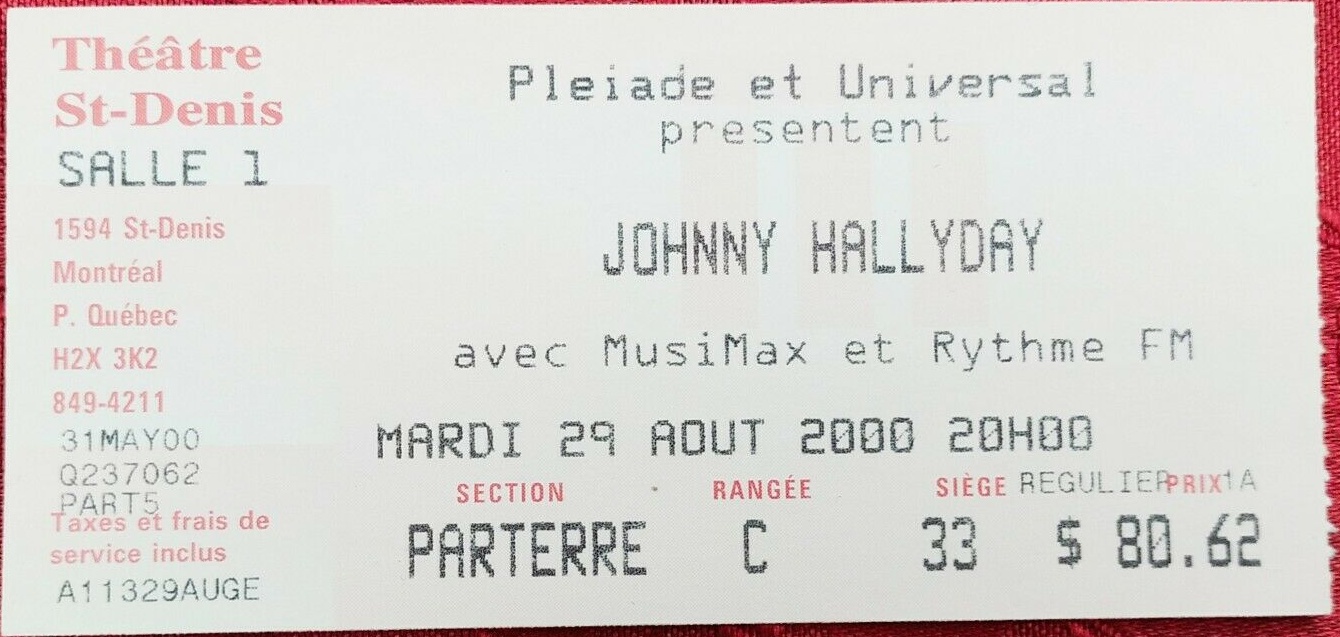 Théâtre
St-Denis
SALLE 1
1594 St-Denis
Montréal
P. Québec
H2X 3K2
849-4211
31MAY00
Q237062
PART5
Taxes et frais de
service inclus
A11329AUGE
Pleiade et Universal
presentent
JOHNNY HALLYDAY
avec MusiMax et Rythme FM
MARDI 29 AOUT 2000 20H00
SECTION RANGÉE SIÈGE REGULIER PRIX 1A
PARTERRE C 33 $ 80.62